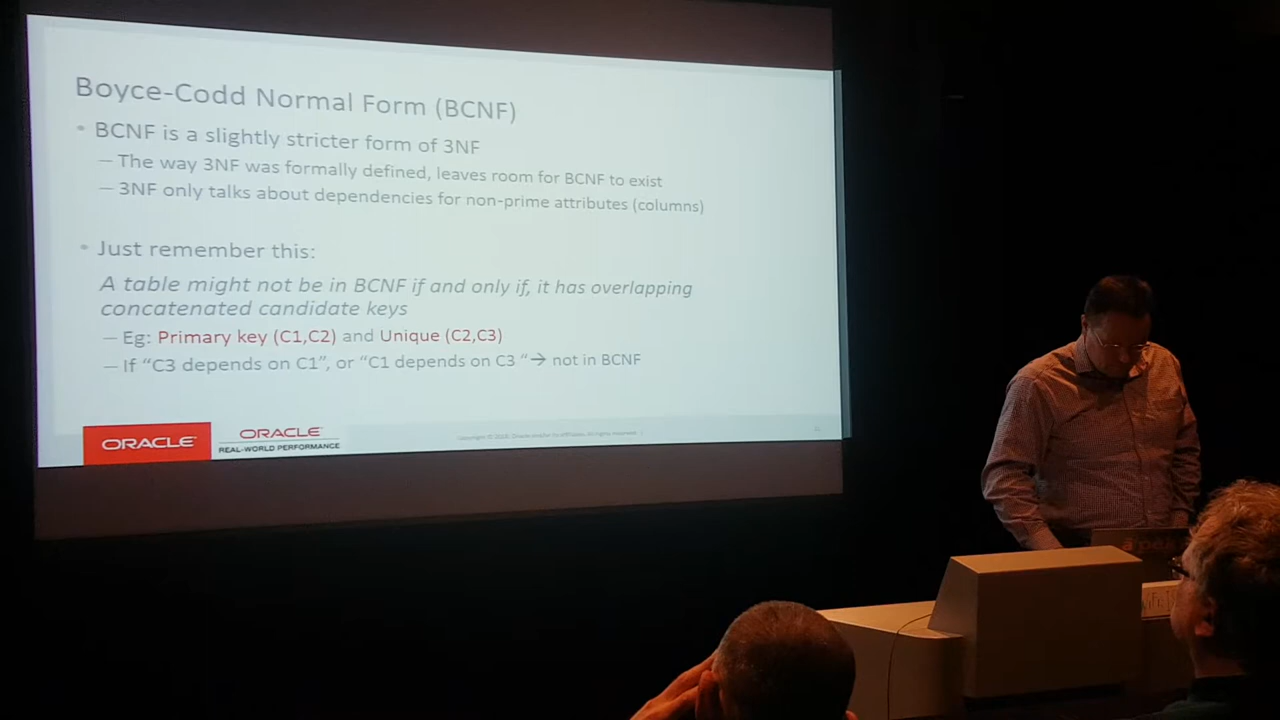 Boyce-Codd Normal Form (BCNF)
• BCNF is a slightly stricter form of 3NF
– The way 3NF was formally defined, leaves room for BCNF to exist
– 3NF only talks about dependencies for non-prime attributes (columns)
• Just remember this:
A table might not be in BCNF if and only if, it has overlapping
concatenated candidate keys
– Eg: Primary key (C1,C2) and Unique (C2,C3)
– If “C3 depends on C1”, or “C1 depends on C3 “→ not in BCNF
ORACLE
ORACLE
REAL-WORLD PERFORMANCE